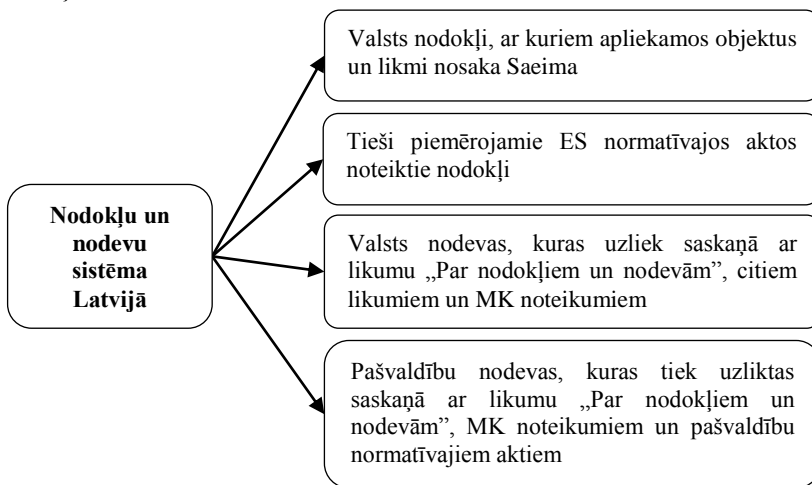 Valsts nodokļi, ar kuriem apliekamos objektus
un likmi nosaka Saeima
Tieši piemērojamie ES normatīvajos aktos
noteiktie nodokļi
Nodokļu un
nodevu
sistēma
Latvijā
Valsts nodevas, kuras uzliek saskaņā ar
likumu „Par nodokļiem un nodevām”, citiem
likumiem un MK noteikumiem
Pašvaldību nodevas, kuras tiek uzliktas
saskaņā ar likumu „Par nodokļiem un
nodevām”, MK noteikumiem un pašvaldību
normatīvajiem aktiem